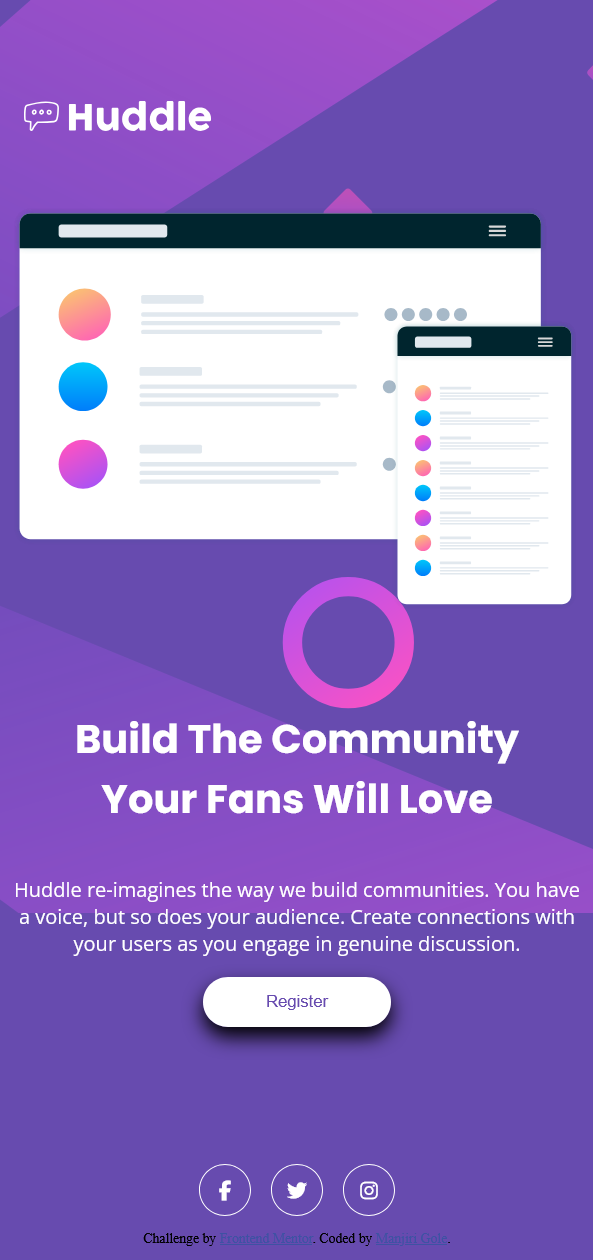 Huddle
Build The Community
Your Fans Will Love
Huddle re-imagines the way we build communities. You have
a voice, but so does your audience. Create connections with
your users as you engage in genuine discussion.
Register
Challenge by Frontend Mentor. Coded by Manjiri Gole.